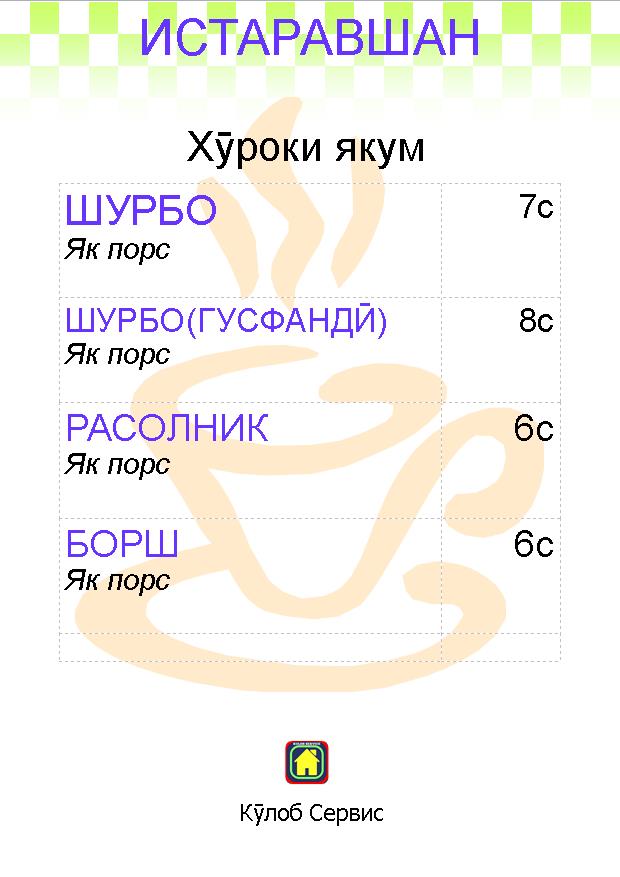 ИСТАРАВШАН
Хӯроки якум
ШУРБО 7с
Як порс
ШУРБО(ГУСФАНДӢ) 8с
Як порс
РАСОЛНИК 6с
Як порс
БОРШ 6с
Як порс
Кӯлоб Сервис